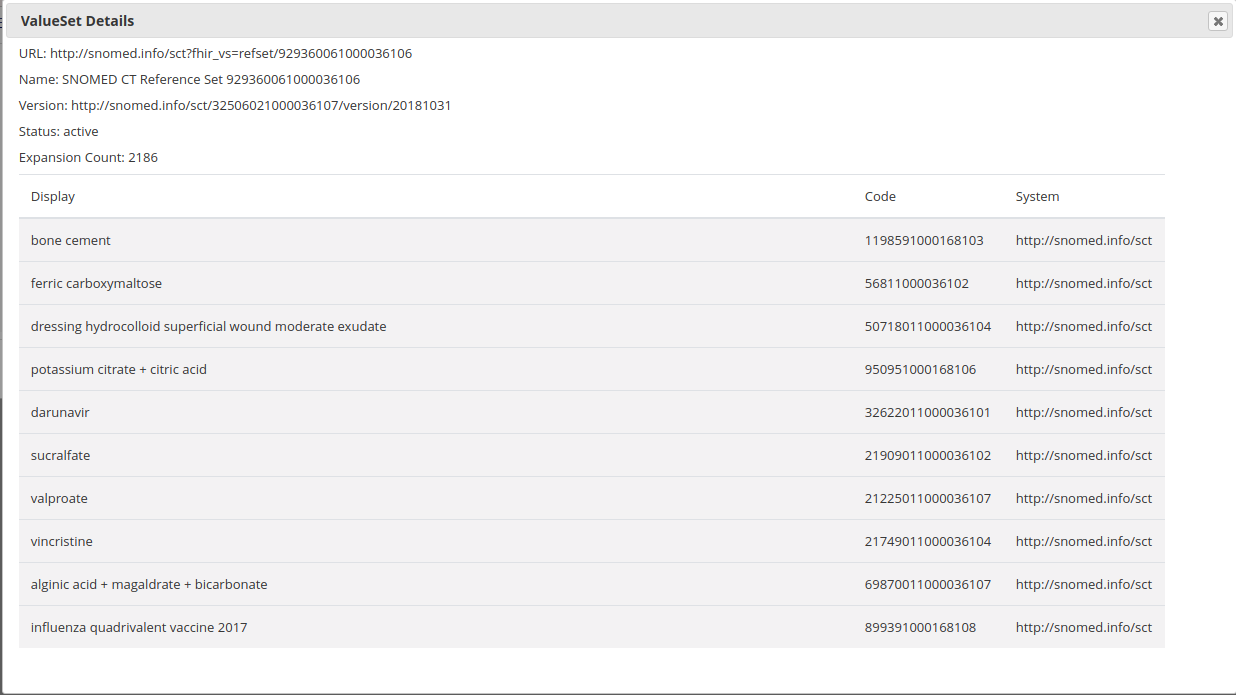 ValueSet Details
URL: http://snomed.info/sct?fhir_vs=refset/929360061000036106
Name: SNOMED CT Reference Set 929360061000036106
Version: http://snomed.info/sct/32506021000036107/version/20181031
Status: active
Expansion Count: 2186
Display Code System
bone cement 1198591000168103 http://snomed.info/sct
ferric carboxymaltose 56811000036102 http://snomed.info/sct
dressing hydrocolloid superficial wound moderate exudate 50718011000036104 http://snomed.info/sct
potassium citrate + citric acid 950951000168106 http://snomed.info/sct
darunavir 32622011000036101 http://snomed.info/sct
sucralfate 21909011000036102 http://snomed.info/sct
valproate 21225011000036107 http://snomed.info/sct
vincristine 21749011000036104 http://snomed.info/sct
alginic acid + magaldrate + bicarbonate 69870011000036107 http://snomed.info/sct
influenza quadrivalent vaccine 2017 899391000168108 http://snomed.info/sct